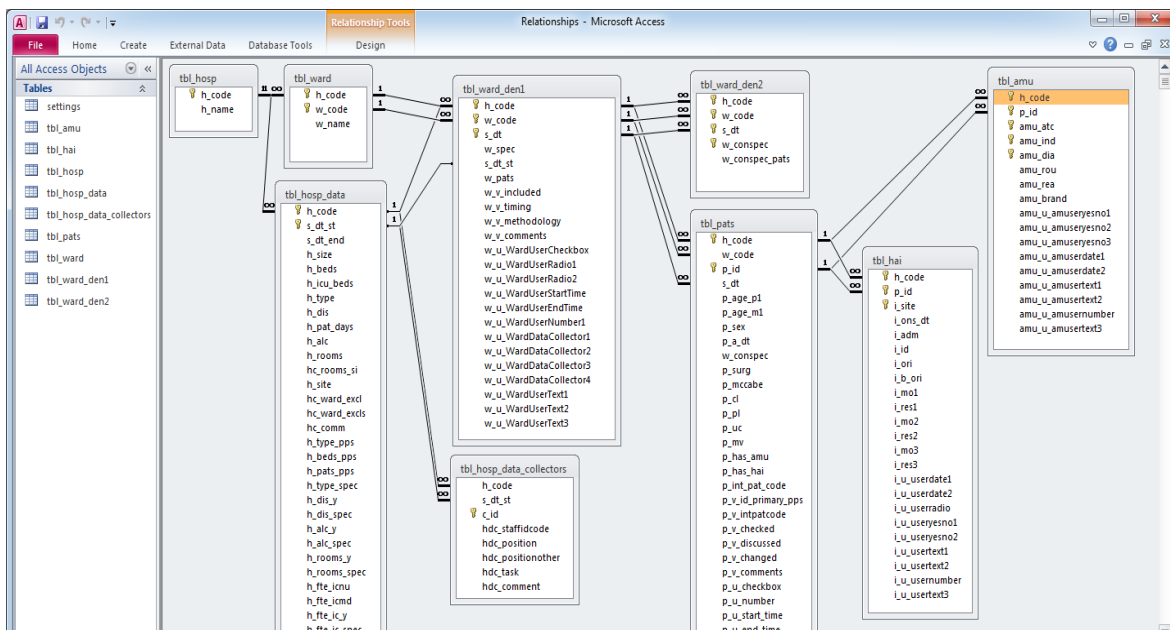 Relationship Tools
Relationships - Microsoft Access
File
Home
Create
External Data
Database Tools
Design
All Access Objects
Tables
settings
tbl_amu
tbl_hai
tbl_hosp
tbl_hosp_data
tbl_hosp_data_collectors
tbl_pats
tbl_ward
tbl_ward_den1
tbl_ward_den2
tbl_hosp
h_code
h_name
tbl_ward
h_code
w_code
w_name
tbl_hosp_data
h_code
s_dt_st
s_dt_end
h_size
h_beds
h_icu_beds
h_type
h_dis
h_pat_days
h_alc
h_rooms
hc_rooms_si
h_site
hc_ward_excl
hc_ward_excls
hc_comm
h_type_pps
h_beds_pps
h_pats_pps
h_type_spec
h_dis_y
h_dis_spec
h_alc_y
h_alc_spec
h_rooms_y
h_rooms_spec
h_fte_icnu
h_fte_icmd
h_fte_ic_y
h_fte_ic_spec
tbl_ward_den1
h_code
w_code
s_dt
w_spec
s_dt_st
w_pats
w_v_included
w_v_timing
w_v_methodology
w_v_comments
w_u_WardUserCheckbox
w_u_WardUserRadio1
w_u_WardUserRadio2
w_u_WardUserStartTime
w_u_WardUserEndTime
w_u_WardUserNumber1
w_u_WardDataCollector1
w_u_WardDataCollector2
w_u_WardDataCollector3
w_u_WardDataCollector4
w_u_WardUserText1
w_u_WardUserText2
w_u_WardUserText3
tbl_hosp_data_collectors
h_code
s_dt_st
c_id
hdc_staffidcode
hdc_position
hdc_positionother
hdc_task
hdc_comment
tbl_ward_den2
h_code
w_code
s_dt
w_conspec
w_conspec_pats
tbl_pats
h_code
w_code
p_id
s_dt
p_age_p1
p_age_m1
p_sex
p_a_dt
w_conspec
p_surg
p_mccabe
p_cl
p_pl
p_uc
p_mv
p_has_amu
p_has_hai
p_int_pat_code
p_v_id_primary_pps
p_v_intpatcode
p_v_checked
p_v_discussed
p_v_changed
p_v_comments
p_u_checkbox
p_u_number
p_u_start_time
p_u_end_time
tbl_hai
h_code
p_id
i_site
i_ons_dt
i_adm
i_id
i_ori
i_b_ori
i_mo1
i_res1
i_mo2
i_res2
i_mo3
i_res3
i_u_userdate1
i_u_userdate2
i_u_userradio
i_u_useryesno1
i_u_useryesno2
i_u_usertext1
i_u_usertext2
i_u_usernumber
i_u_usertext3
tbl_amu
h_code
p_id
amu_atc
amu_ind
amu_dia
amu_rou
amu_rea
amu_brand
amu_u_amuseryesno1
amu_u_amuseryesno2
amu_u_amuseryesno3
amu_u_amuserdate1
amu_u_amuserdate2
amu_u_amusertext1
amu_u_amusertext2
amu_u_amusernumber
amu_u_amusertext3